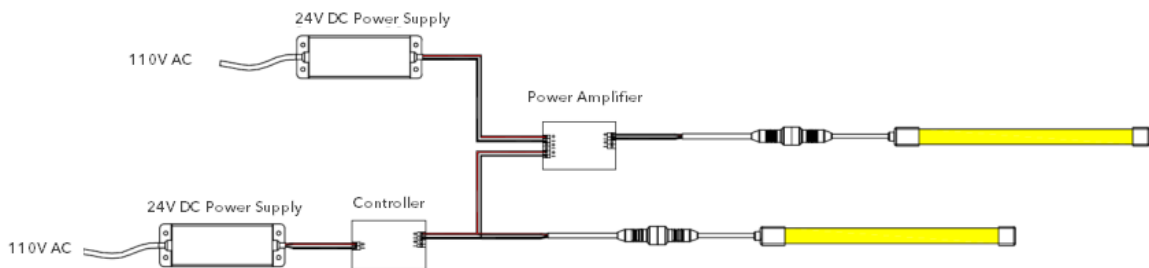 24V DC Power Supply
110V AC
Power Amplifier
24V DC Power Supply
Controller
110V AC